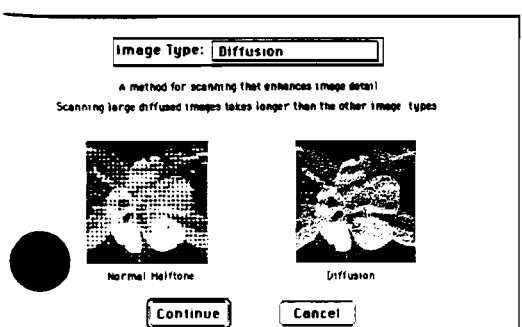 Image Type: Diffusion
A method for scanning that enhances image detail
Scanning large diffused images takes longer than the other image types
Normal Halftone
Diffusion
Continue
Cancel